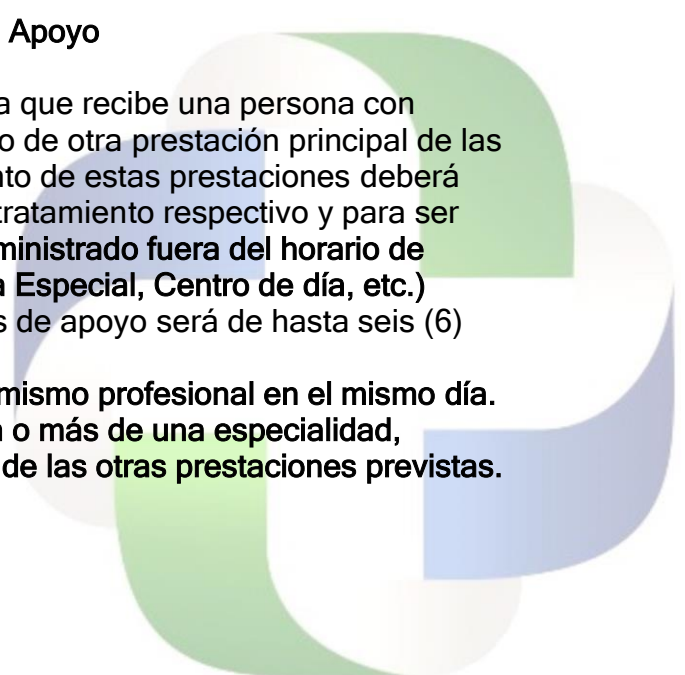 Apoyo
a que recibe una persona con
o de otra prestación principal de las
nto de estas prestaciones deberá
tratamiento respectivo y para ser
ministrado fuera del horario de
a Especial, Centro de día, etc.)
s de apoyo será de hasta seis (6)
mismo profesional en el mismo día.
a o más de una especialidad,
de las otras prestaciones previstas.